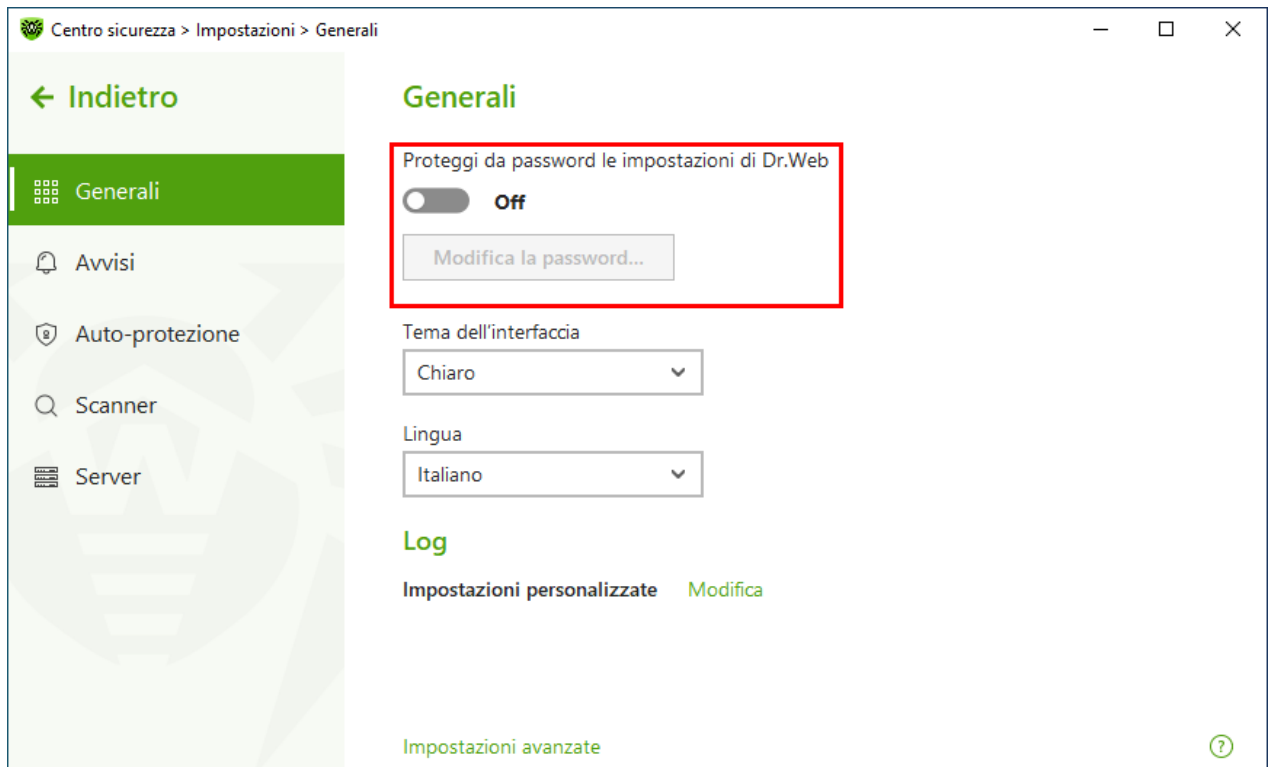 Centro sicurezza > Impostazioni > Generali
Indietro
Generali
Avvisi
Auto-protezione
Scanner
Server
Generali
Proteggi da password le impostazioni di Dr.Web
Off
Modifica la password...
Tema dell'interfaccia
Chiaro
Lingua
Italiano
Log
Impostazioni personalizzate Modifica
Impostazioni avanzate
?